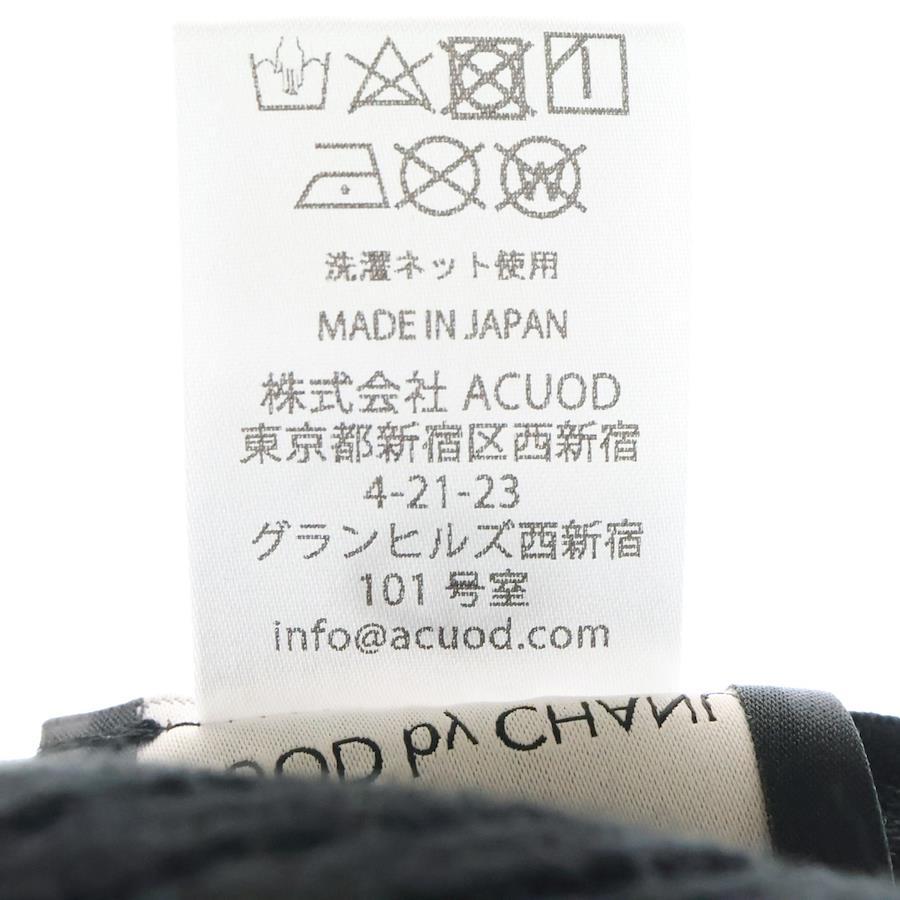 洗濯ネット使用
MADE IN JAPAN
株式会社 ACUOD
東京都新宿区西新宿
4-21-23
グランヒルズ西新宿
101 号室
info@acuod.com
by